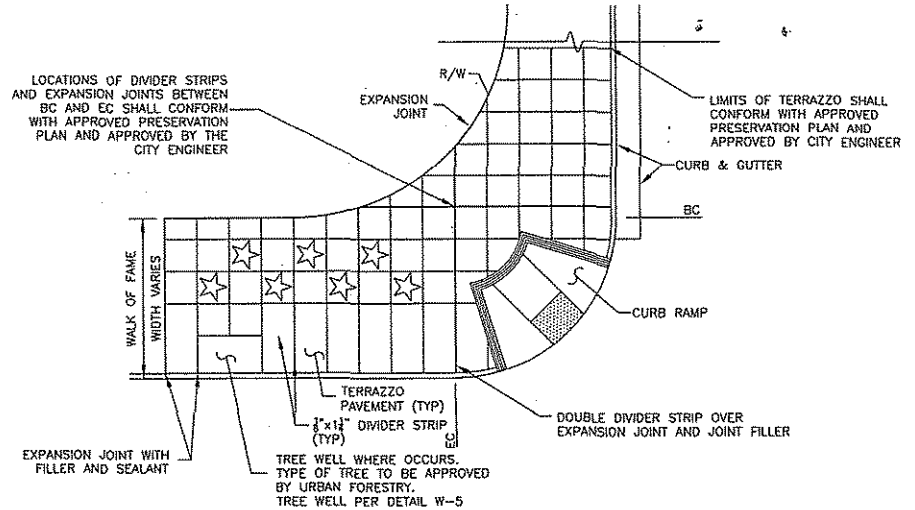 LOCATIONS OF DIVIDER STRIPS
AND EXPANSION JOINTS BETWEEN
BC AND EC SHALL CONFORM
WITH APPROVED PRESERVATION
PLAN AND APPROVED BY THE
CITY ENGINEER
R/W
EXPANSION
JOINT
LIMITS OF TERRAZZO SHALL
CONFORM WITH APPROVED
PRESERVATION PLAN AND
APPROVED BY CITY ENGINEER
CURB & GUTTER
BC
WALK OF FAME
WIDTH VARIES
CURB RAMP
TERRAZZO
PAVEMENT (TYP)
DIVIDER STRIP
(TYP)
EC
DOUBLE DIVIDER STRIP OVER
EXPANSION JOINT AND JOINT FILLER
EXPANSION JOINT WITH
FILLER AND SEALANT
TREE WELL WHERE OCCURS.
TYPE OF TREE TO BE APPROVED
BY URBAN FORESTRY.
TREE WELL PER DETAIL W-5